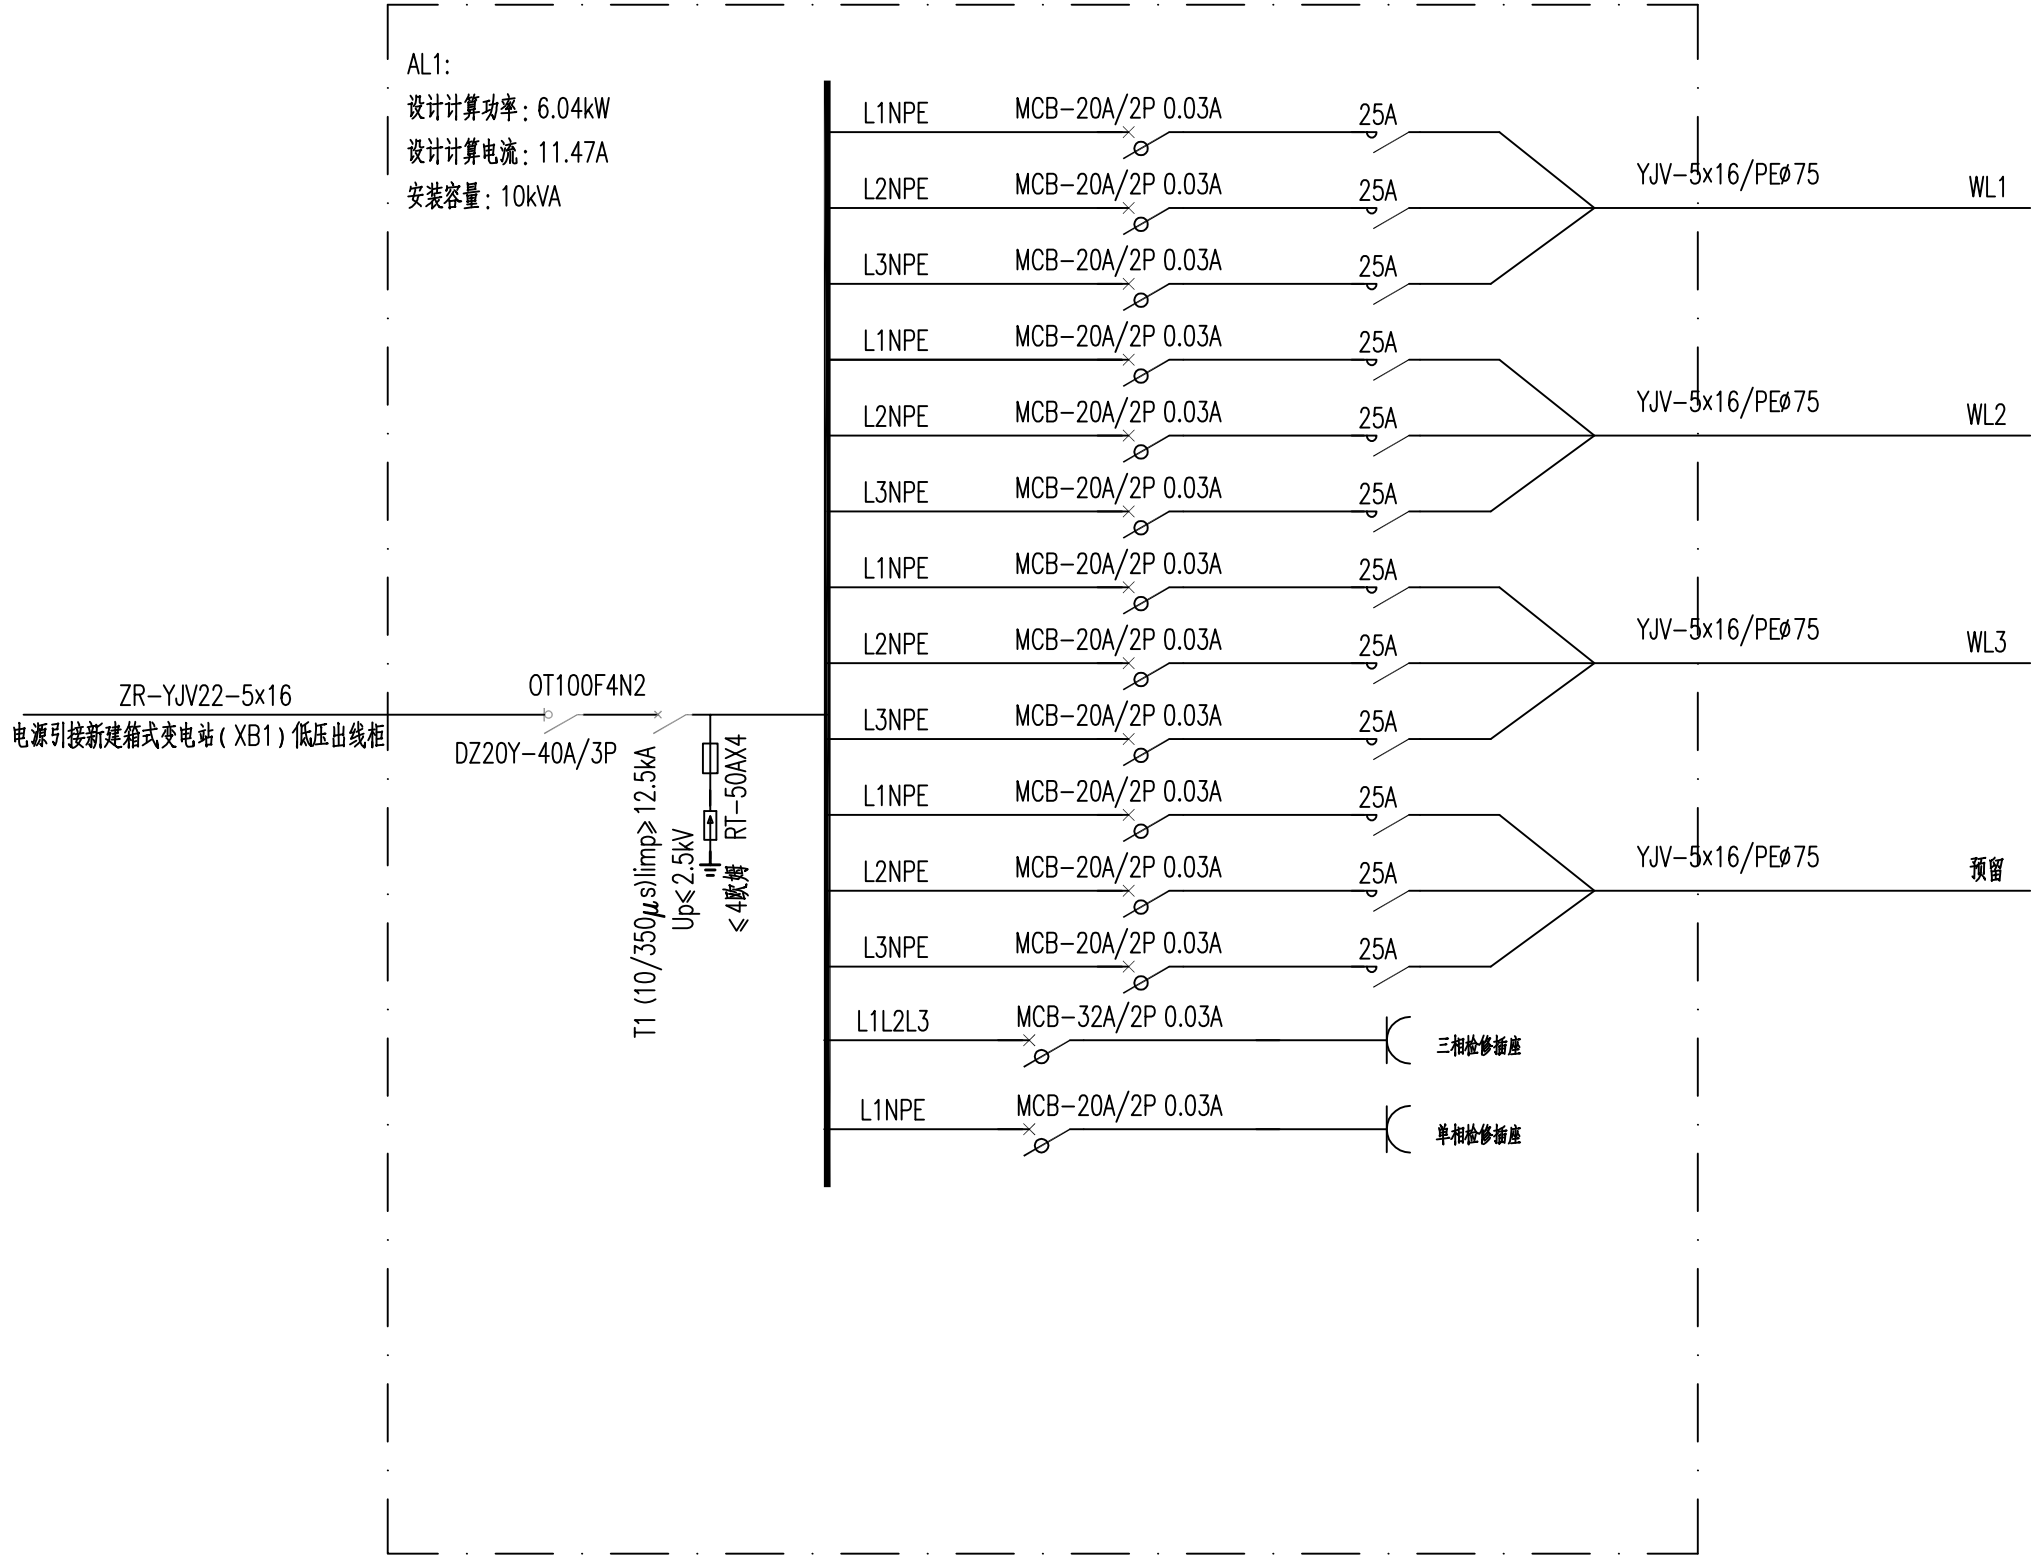 AL1:
设计计算功率: 6.04kW
设计计算电流: 11.47A
安装容量: 10kVA
L1NPE MCB-20A/2P 0.03A 25A
YJV-5x16/PEø75 WL1
L2NPE MCB-20A/2P 0.03A 25A
L3NPE MCB-20A/2P 0.03A 25A
L1NPE MCB-20A/2P 0.03A 25A
YJV-5x16/PEø75 WL2
L2NPE MCB-20A/2P 0.03A 25A
L3NPE MCB-20A/2P 0.03A 25A
L1NPE MCB-20A/2P 0.03A 25A
YJV-5x16/PEø75 WL3
L2NPE MCB-20A/2P 0.03A 25A
L3NPE MCB-20A/2P 0.03A 25A
L1NPE MCB-20A/2P 0.03A 25A
YJV-5x16/PEø75 预留
L2NPE MCB-20A/2P 0.03A 25A
L3NPE MCB-20A/2P 0.03A 25A
L1L2L3 MCB-32A/2P 0.03A 三相检修插座
L1NPE MCB-20A/2P 0.03A 单相检修插座
ZR-YJV22-5x16
电源引接新建箱式变电站(XB1)低压出线柜
OT100F4N2
DZ20Y-40A/3P
T1(10/350μs)Iimp≥12.5kA
Up≤2.5kV
RT-50AX4
≤4欧姆